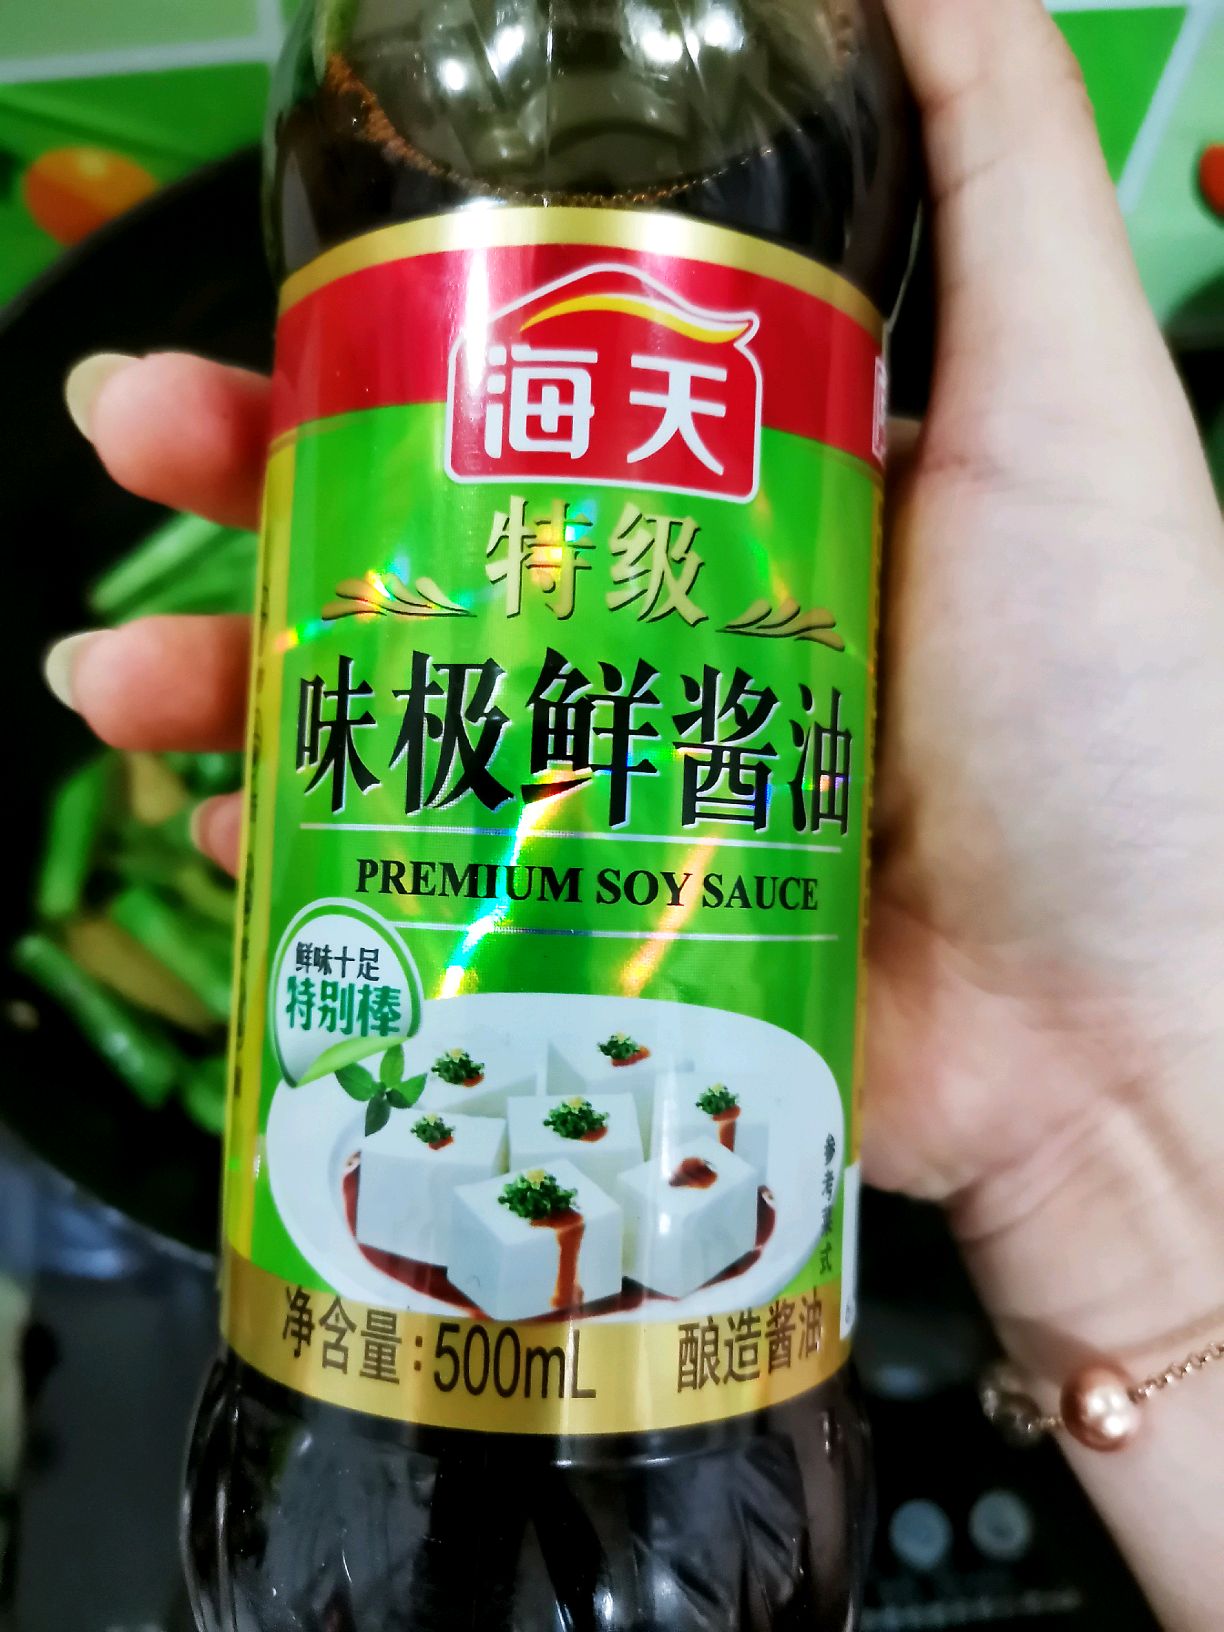 海天
特级
味极鲜酱油
PREMIUM SOY SAUCE
鲜味十足
特别棒
参考菜式
净含量:500mL
酿造酱油